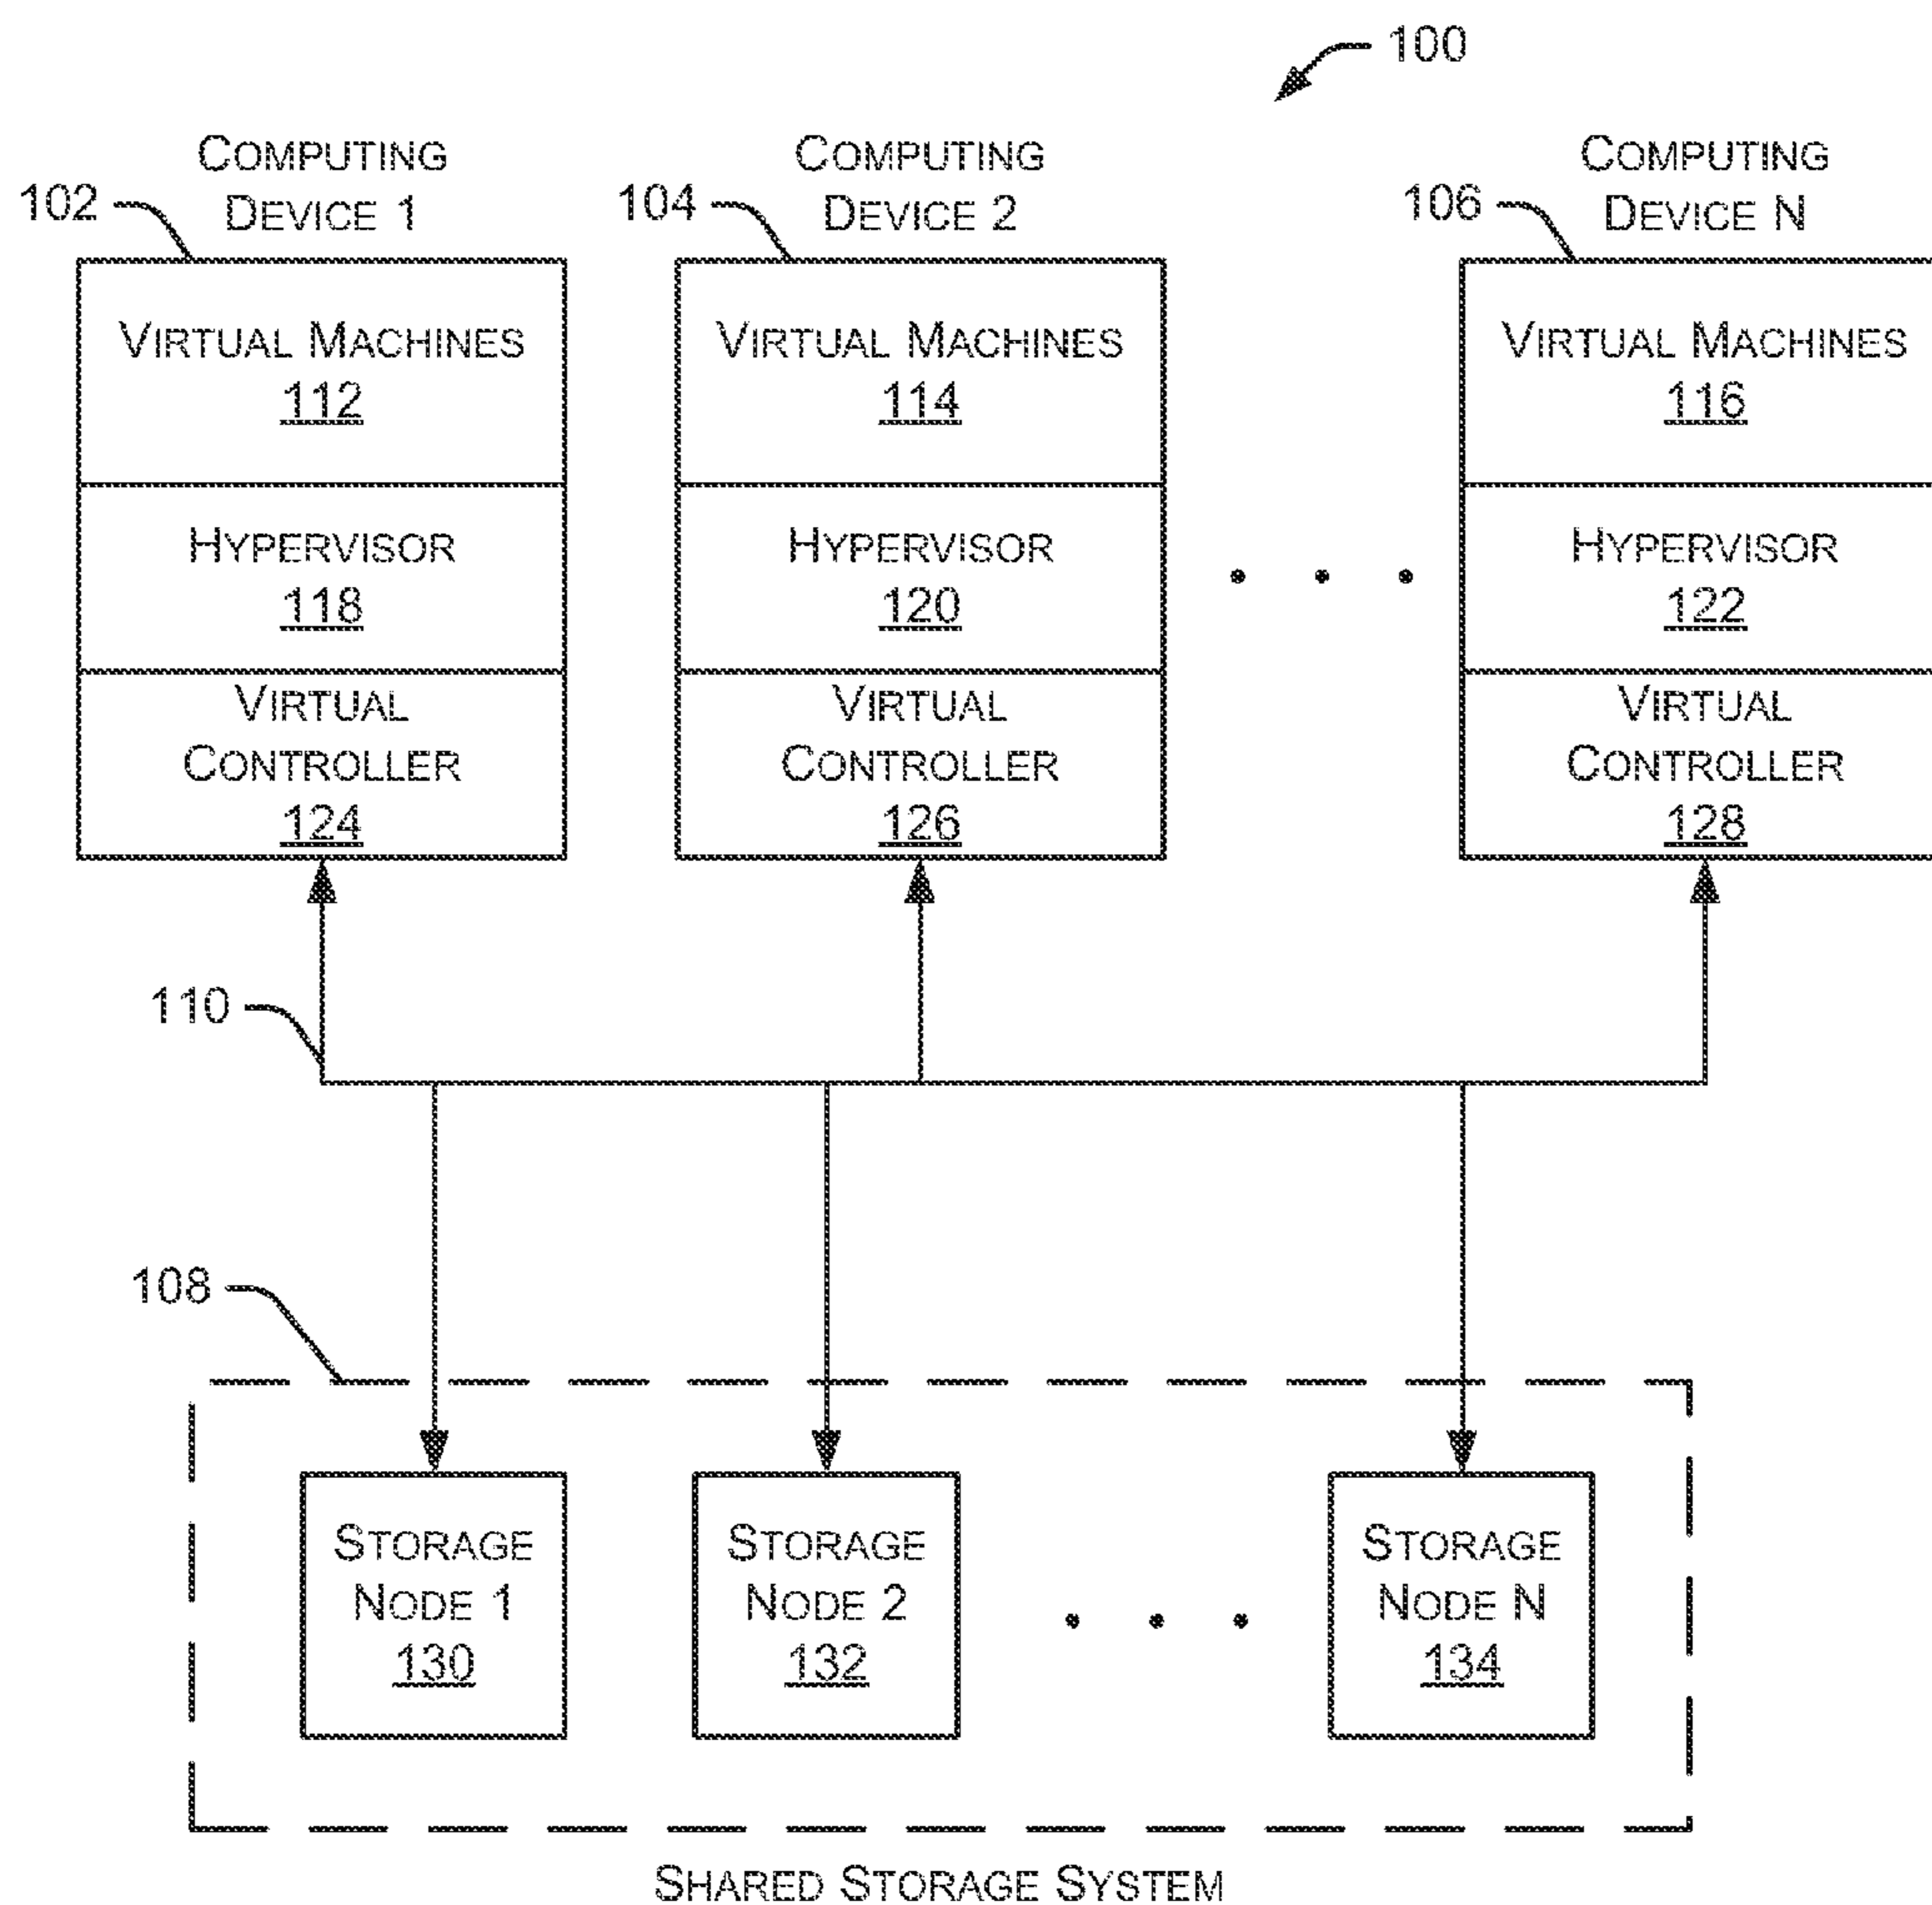 100
COMPUTING
DEVICE 1
102
COMPUTING
DEVICE 2
104
COMPUTING
DEVICE N
106
VIRTUAL MACHINES
112
HYPERVISOR
118
VIRTUAL
CONTROLLER
124
VIRTUAL MACHINES
114
HYPERVISOR
120
VIRTUAL
CONTROLLER
126
VIRTUAL MACHINES
116
HYPERVISOR
122
VIRTUAL
CONTROLLER
128
110
108
STORAGE
NODE 1
130
STORAGE
NODE 2
132
STORAGE
NODE N
134
SHARED STORAGE SYSTEM